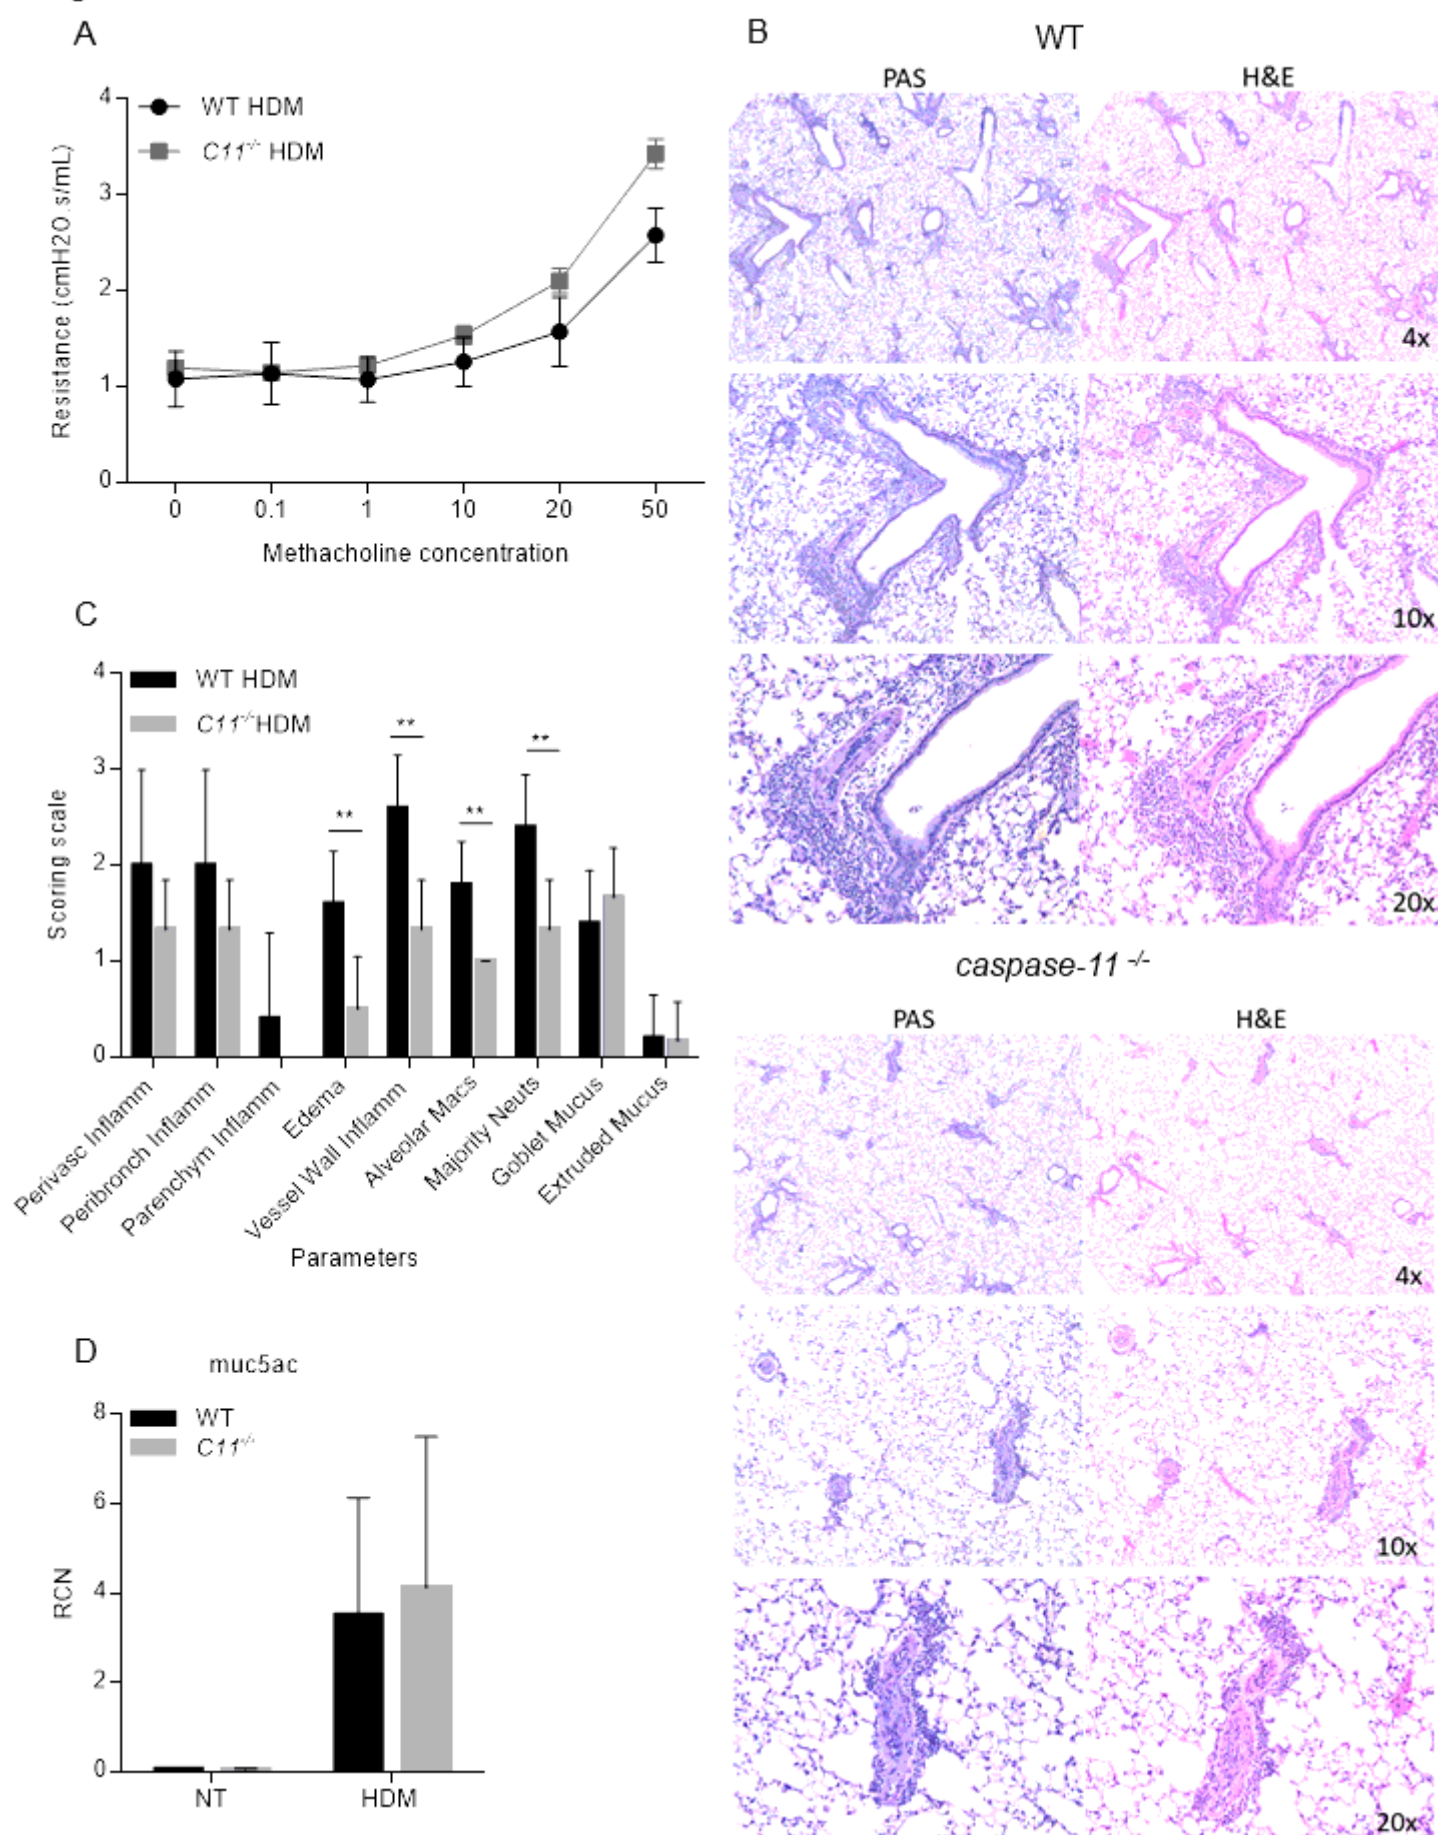 A
4
3
2
1
0
Resistance (cmH2O.s/mL)
WT HDM
C11-/- HDM
0 0.1 1 10 20 50
Methacholine concentration
B
WT
PAS H&E
4x
10x
20x
caspase-11 -/-
PAS H&E
4x
10x
20x
C
4
3
2
1
0
Scoring scale
WT HDM
C11-/-HDM
**
**
**
**
Perivasc Inflamm
Peribronch Inflamm
Parenchym Inflamm
Edema
Vessel Wall Inflamm
Alveolar Macs
Majority Neuts
Goblet Mucus
Extruded Mucus
Parameters
D
muc5ac
8
6
4
2
0
RCN
WT
C11-/-
NT HDM